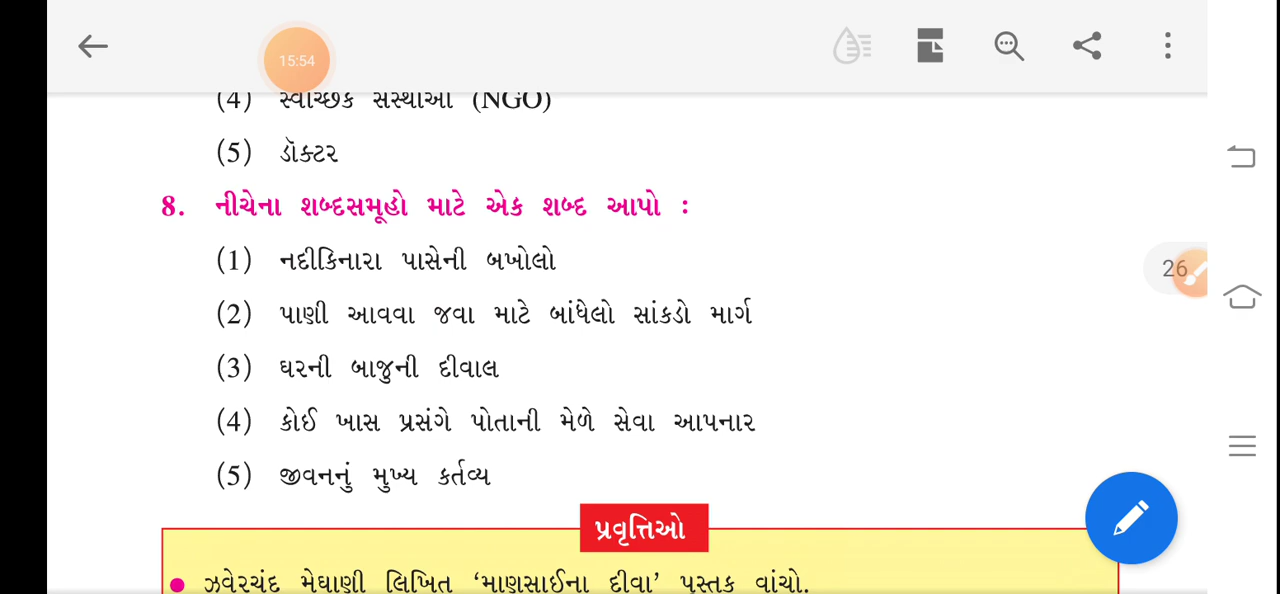 15:54
(4) સ્વૈચ્છિક સંસ્થાઓ (NGO)
(5) ડૉક્ટર
8. નીચેના શબ્દસમૂહો માટે એક શબ્દ આપો :
(1) નદીકિનારા પાસેની બખોલો
26
(2) પાણી આવવા જવા માટે બાંધેલો સાંકડો માર્ગ
(3) ઘરની બાજુની દીવાલ
(4) કોઈ ખાસ પ્રસંગે પોતાની મેળે સેવા આપનાર
(5) જીવનનું મુખ્ય કર્તવ્ય
પ્રવૃત્તિઓ
• ઝવેરચંદ મેઘાણી લિખિત ‘માણસાઈના દીવા’ પુસ્તક વાંચો.